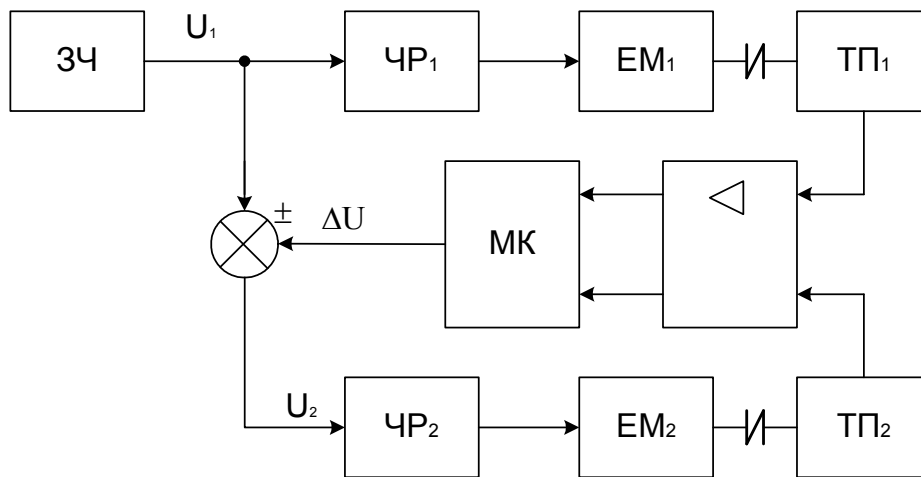 U₁
ЗЧ
ЧР₁
ЕМ₁
ТП₁
±
ΔU
МК
U₂
ЧР₂
ЕМ₂
ТП₂